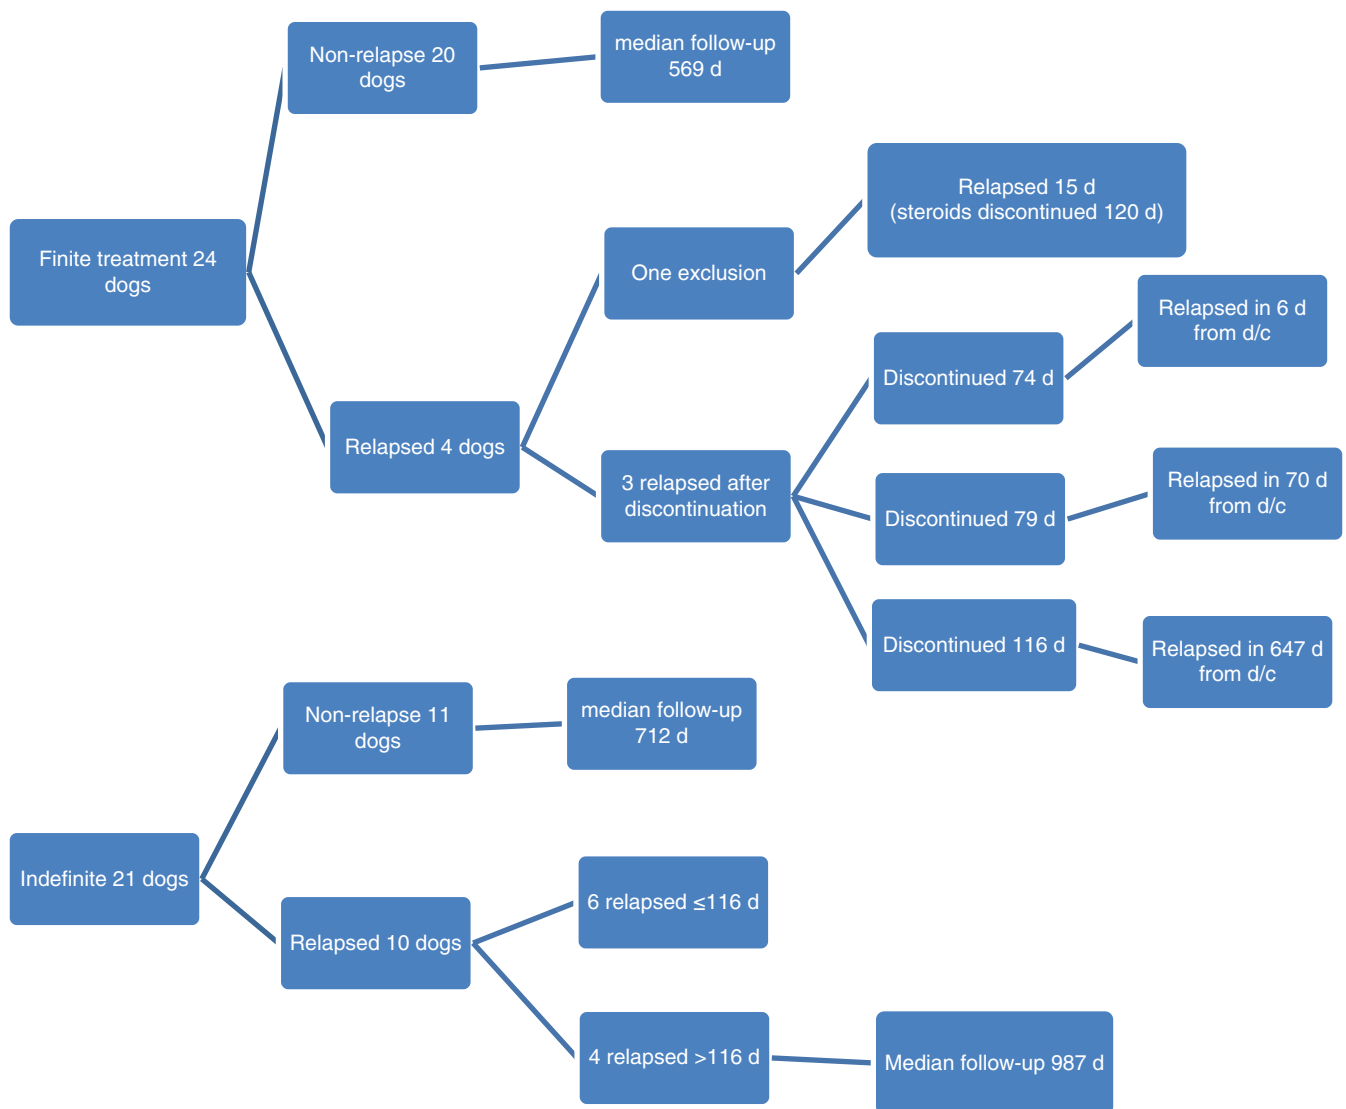 Non-relapse 20
dogs
median follow-up
569 d
Relapsed 15 d
(steroids discontinued 120 d)
Finite treatment 24
dogs
One exclusion
Relapsed in 6 d
from d/c
Discontinued 74 d
Relapsed 4 dogs
3 relapsed after
discontinuation
Relapsed in 70 d
from d/c
Discontinued 79 d
Discontinued 116 d
Relapsed in 647 d
from d/c
Non-relapse 11
dogs
median follow-up
712 d
Indefinite 21 dogs
6 relapsed ≤116 d
Relapsed 10 dogs
4 relapsed >116 d
Median follow-up 987 d